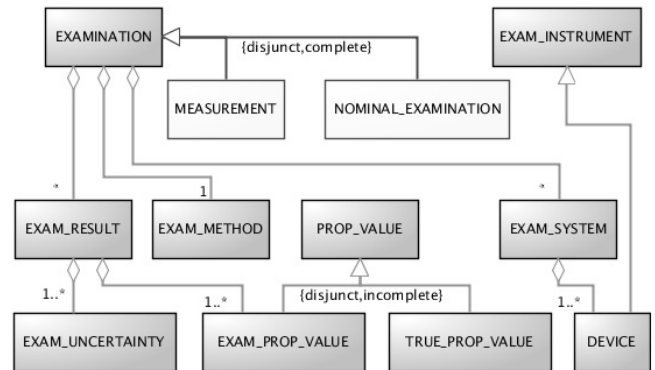 EXAMINATION
EXAM_INSTRUMENT
{disjunct,complete}
MEASUREMENT
NOMINAL_EXAMINATION
*
1
*
EXAM_RESULT
EXAM_METHOD
PROP_VALUE
EXAM_SYSTEM
1..*
1..*
{disjunct,incomplete}
1..*
EXAM_UNCERTAINTY
EXAM_PROP_VALUE
TRUE_PROP_VALUE
DEVICE